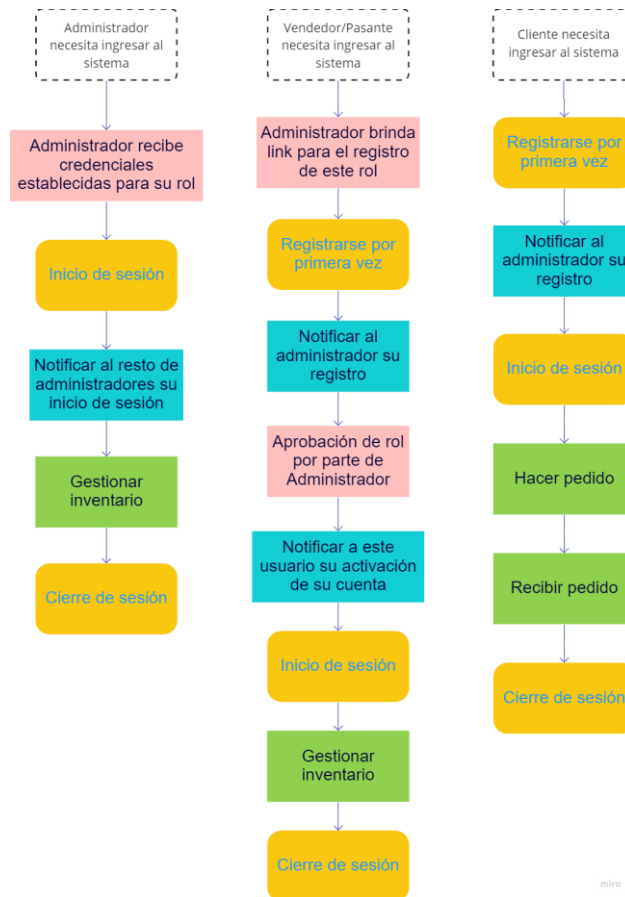 Administrador
necesita ingresar al
sistema
Administrador recibe
credenciales
establecidas para su rol
Inicio de sesión
Notificar al resto de
administradores su
inicio de sesión
Gestionar
inventario
Cierre de sesión
Vendedor/Pasante
necesita ingresar al
sistema
Administrador brinda
link para el registro
de este rol
Registrarse por
primera vez
Notificar al
administrador su
registro
Aprobación de rol
por parte de
Administrador
Notificar a este
usuario su activación
de su cuenta
Inicio de sesión
Gestionar
inventario
Cierre de sesión
Cliente necesita
ingresar al sistema
Registrarse por
primera vez
Notificar al
administrador su
registro
Inicio de sesión
Hacer pedido
Recibir pedido
Cierre de sesión
miro